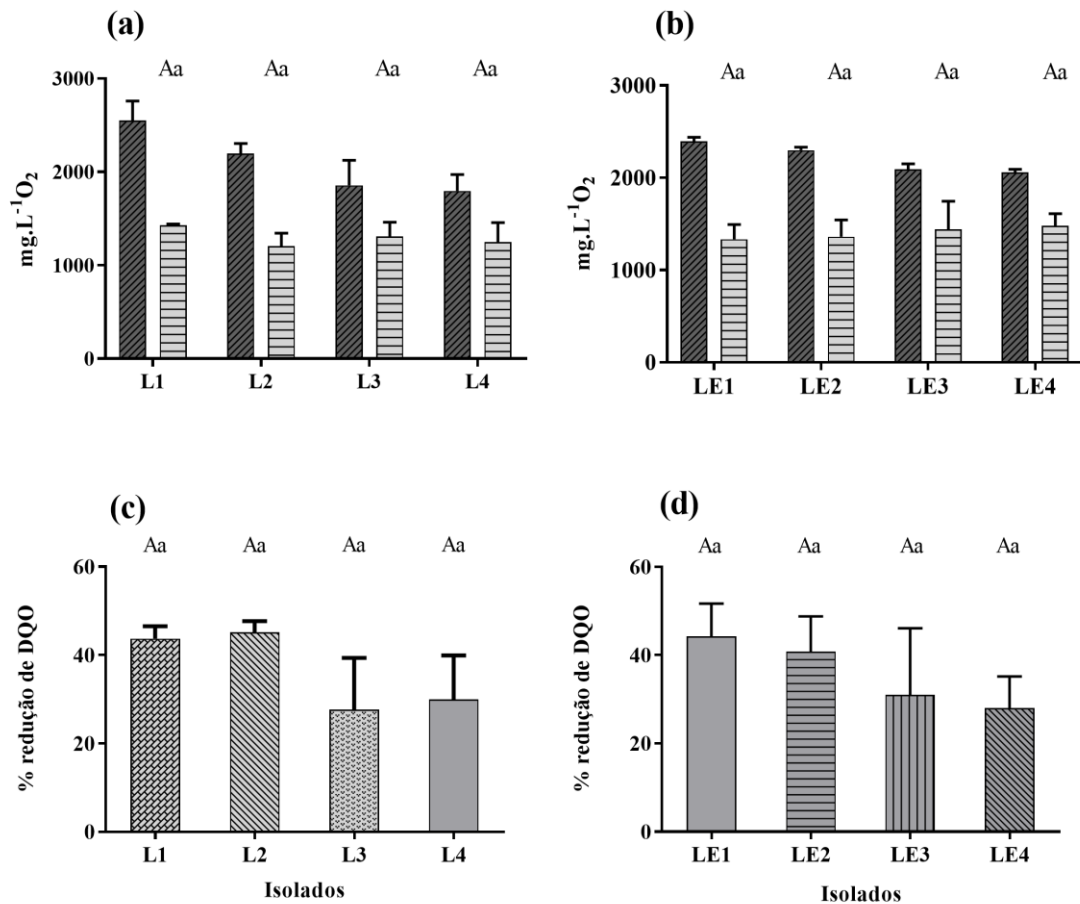 (a)
Aa Aa Aa Aa
3000
2000
1000
0
mg.L⁻¹O₂
L1 L2 L3 L4
(b)
Aa Aa Aa Aa
3000
2000
1000
0
mg.L⁻¹O₂
LE1 LE2 LE3 LE4
(c)
Aa Aa Aa Aa
60
40
20
0
% redução de DQO
L1 L2 L3 L4
Isolados
(d)
Aa Aa Aa Aa
60
40
20
0
% redução de DQO
LE1 LE2 LE3 LE4
Isolados